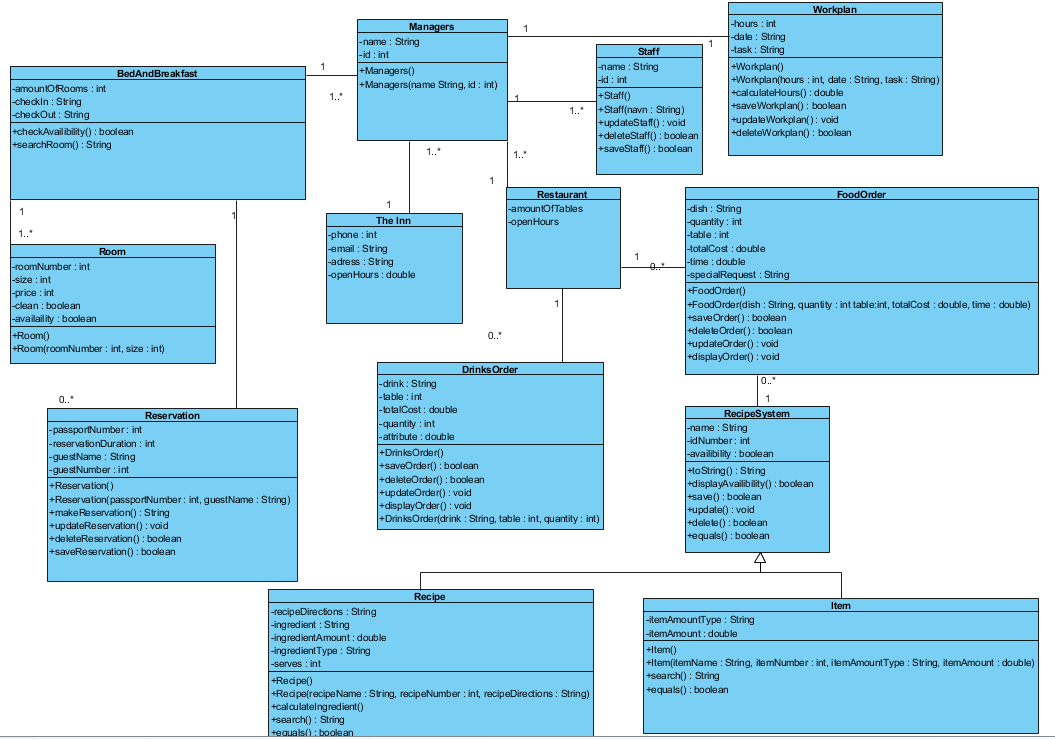 Managers
-name : String
-id : int
+Managers()
+Managers(name String, id : int)
1
1
Workplan
-hours : int
-date : String
-task : String
+Workplan()
+Workplan(hours : int, date : String, task : String)
+calculateHours() : double
+saveWorkplan() : boolean
+updateWorkplan() : void
+deleteWorkplan() : boolean
Staff
-name : String
-id : int
+Staff()
+Staff(navn : String)
+updateStaff() : void
+deleteStaff() : boolean
+saveStaff() : boolean
1
1..*
BedAndBreakfast
-amountOfRooms : int
-checkIn : String
-checkOut : String
+checkAvailibility() : boolean
+searchRoom() : String
1
1..*
1..*
1
1..*
1
The Inn
-phone : int
-email : String
-adress : String
-openHours : double
Restaurant
-amountOfTables
-openHours
1
0..*
FoodOrder
-dish : String
-quantity : int
-table : int
-totalCost : double
-time : double
-specialRequest : String
+FoodOrder()
+FoodOrder(dish : String, quantity : int table:int, totalCost : double, time : double)
+saveOrder() : boolean
+deleteOrder() : boolean
+updateOrder() : void
+displayOrder() : void
1
1..*
1
Room
-roomNumber : int
-size : int
-price : int
-clean : boolean
-availaility : boolean
+Room()
+Room(roomNumber : int, size : int)
0..*
Reservation
-passportNumber : int
-reservationDuration : int
-guestName : String
-guestNumber : int
+Reservation()
+Reservation(passportNumber : int, guestName : String)
+makeReservation() : String
+updateReservation() : void
+deleteReservation() : boolean
+saveReservation() : boolean
1
0..*
DrinksOrder
-drink : String
-table : int
-totalCost : double
-quantity : int
-attribute : double
+DrinksOrder()
+saveOrder() : boolean
+deleteOrder() : boolean
+updateOrder() : void
+displayOrder() : void
+DrinksOrder(drink : String, table : int, quantity : int)
0..*
1
RecipeSystem
-name : String
-idNumber : int
-availibility : boolean
+toString() : String
+displayAvailibility() : boolean
+save() : boolean
+update() : void
+delete() : boolean
+equals() : boolean
Recipe
-recipeDirections : String
-ingredient : String
-ingredientAmount : double
-ingredientType : String
-serves : int
+Recipe()
+Recipe(recipeName : String, recipeNumber : int, recipeDirections : String)
+calculateIngredient()
+search() : String
+equals() : boolean
Item
-itemAmountType : String
-itemAmount : double
+Item()
+Item(itemName : String, itemNumber : int, itemAmountType : String, itemAmount : double)
+search() : String
+equals() : boolean